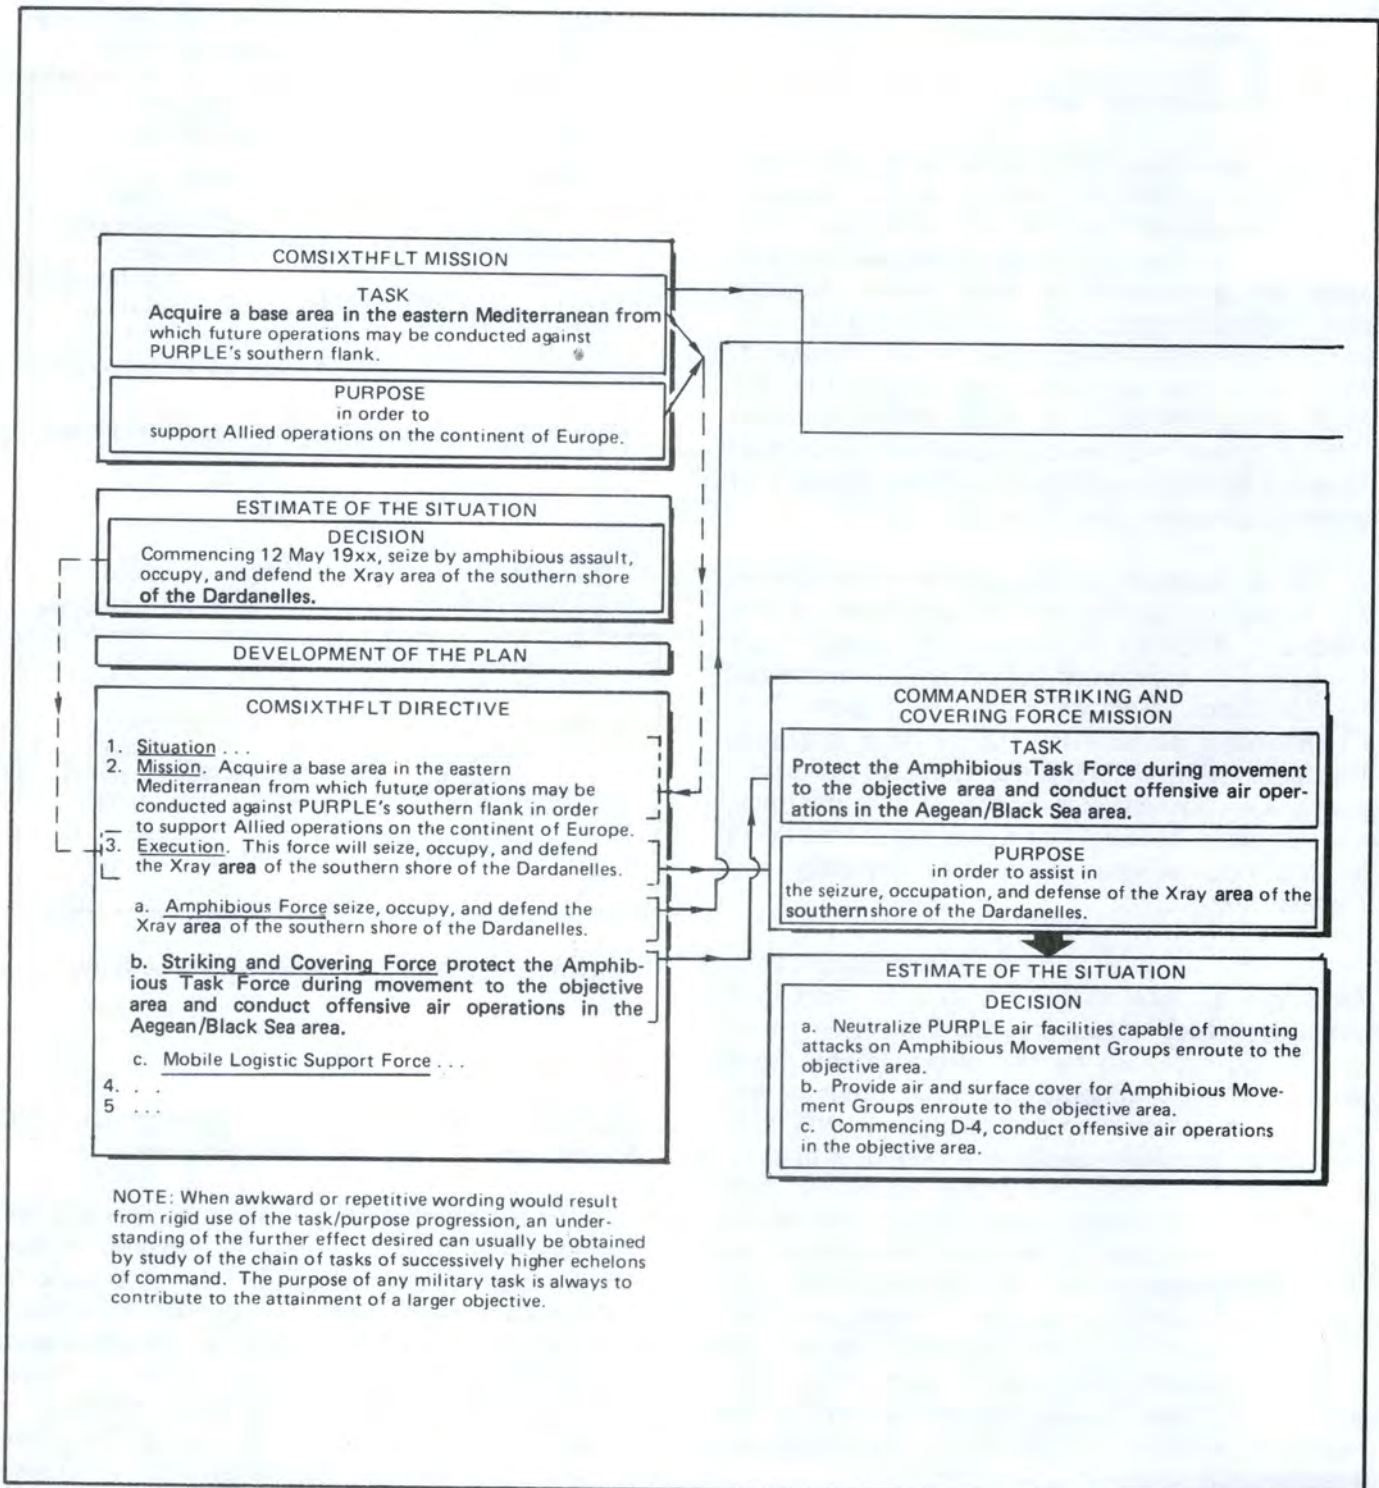 COMSIXTHFLT MISSION
TASK
Acquire a base area in the eastern Mediterranean from
which future operations may be conducted against
PURPLE's southern flank.
PURPOSE
in order to
support Allied operations on the continent of Europe.
ESTIMATE OF THE SITUATION
DECISION
Commencing 12 May 19xx, seize by amphibious assault,
occupy, and defend the Xray area of the southern shore
of the Dardanelles.
DEVELOPMENT OF THE PLAN
COMSIXTHFLT DIRECTIVE
1. Situation . . .
2. Mission. Acquire a base area in the eastern
Mediterranean from which future operations may be
conducted against PURPLE's southern flank in order
to support Allied operations on the continent of Europe.
3. Execution. This force will seize, occupy, and defend
the Xray area of the southern shore of the Dardanelles.
a. Amphibious Force seize, occupy, and defend the
Xray area of the southern shore of the Dardanelles.
b. Striking and Covering Force protect the Amphib-
ious Task Force during movement to the objective
area and conduct offensive air operations in the
Aegean/Black Sea area.
c. Mobile Logistic Support Force . . .
4. . .
5 . . .
COMMANDER STRIKING AND
COVERING FORCE MISSION
TASK
Protect the Amphibious Task Force during movement
to the objective area and conduct offensive air oper-
ations in the Aegean/Black Sea area.
PURPOSE
in order to assist in
the seizure, occupation, and defense of the Xray area of the
southern shore of the Dardanelles.
ESTIMATE OF THE SITUATION
DECISION
a. Neutralize PURPLE air facilities capable of mounting
attacks on Amphibious Movement Groups enroute to the
objective area.
b. Provide air and surface cover for Amphibious Move-
ment Groups enroute to the objective area.
c. Commencing D-4, conduct offensive air operations
in the objective area.
NOTE: When awkward or repetitive wording would result
from rigid use of the task/purpose progression, an under-
standing of the further effect desired can usually be obtained
by study of the chain of tasks of successively higher echelons
of command. The purpose of any military task is always to
contribute to the attainment of a larger objective.